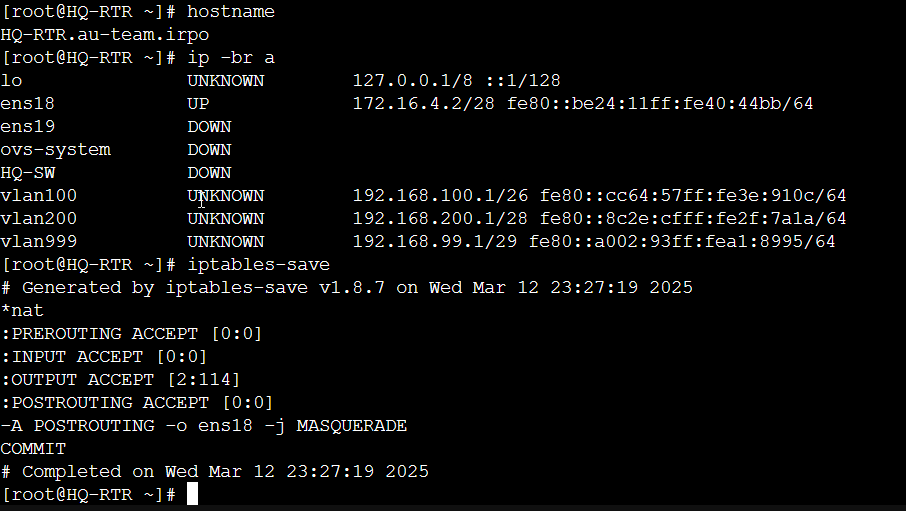 [root@HQ-RTR ~]# hostname
HQ-RTR.au-team.irpo
[root@HQ-RTR ~]# ip -br a
lo               UNKNOWN        127.0.0.1/8 ::1/128
ens18            UP             172.16.4.2/28 fe80::be24:11ff:fe40:44bb/64
ens19            DOWN
ovs-system       DOWN
HQ-SW            DOWN
vlan100          UNKNOWN        192.168.100.1/26 fe80::cc64:57ff:fe3e:910c/64
vlan200          UNKNOWN        192.168.200.1/28 fe80::8c2e:cfff:fe2f:7a1a/64
vlan999          UNKNOWN        192.168.99.1/29 fe80::a002:93ff:fea1:8995/64
[root@HQ-RTR ~]# iptables-save
# Generated by iptables-save v1.8.7 on Wed Mar 12 23:27:19 2025
*nat
:PREROUTING ACCEPT [0:0]
:INPUT ACCEPT [0:0]
:OUTPUT ACCEPT [2:114]
:POSTROUTING ACCEPT [0:0]
-A POSTROUTING -o ens18 -j MASQUERADE
COMMIT
# Completed on Wed Mar 12 23:27:19 2025
[root@HQ-RTR ~]#